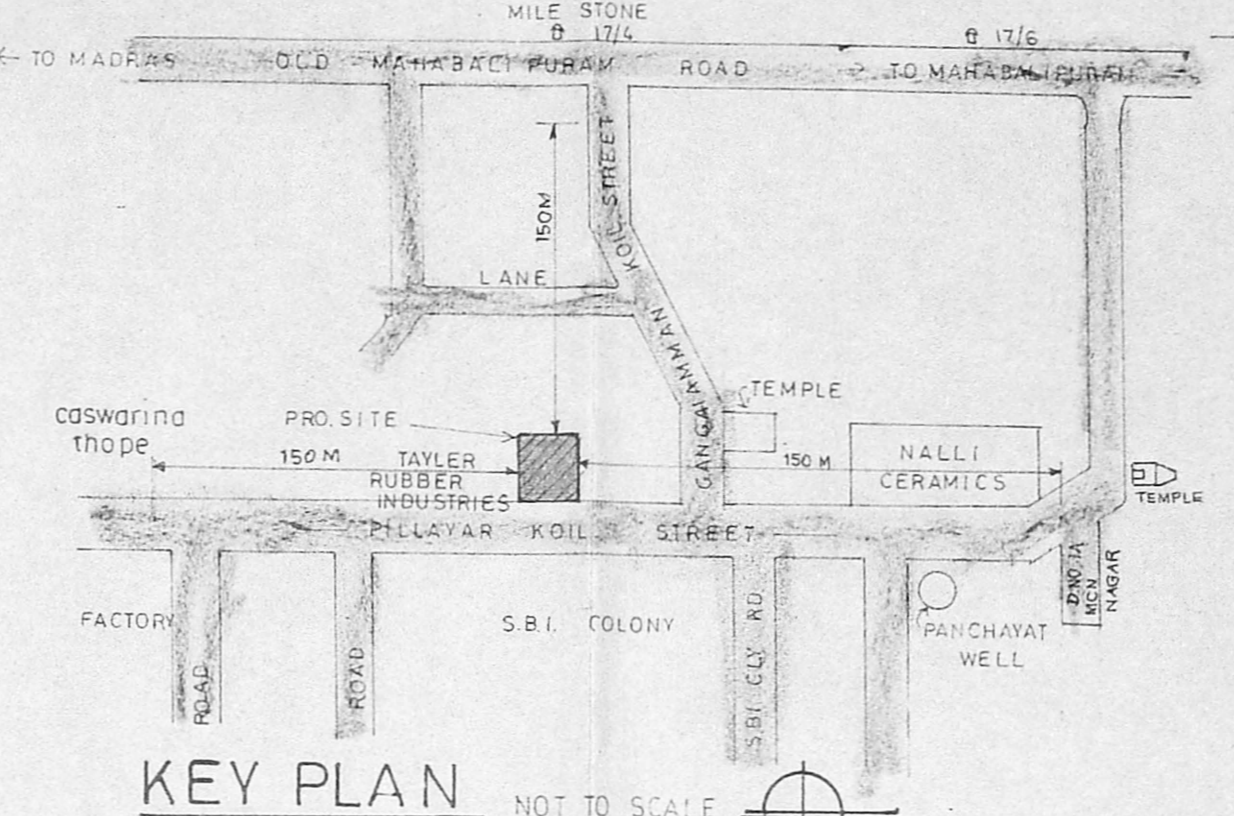 MILE STONE
17/4
17/6
TO MADRAS
OLD MAHABALIPURAM ROAD
TO MAHABALIPURAM
KOIL STREET
150M
LANE
GANGAIAMMAN
TEMPLE
caswarina
thope
PRO. SITE
150 M
TAYLER
RUBBER
INDUSTRIES
150 M
NALLI
CERAMICS
TEMPLE
PILLAYAR KOIL STREET
D.NO.1A
MCN
NAGAR
FACTORY
ROAD
ROAD
S.B.I. COLONY
SBI CLY RD
PANCHAYAT
WELL
KEY PLAN
NOT TO SCALE